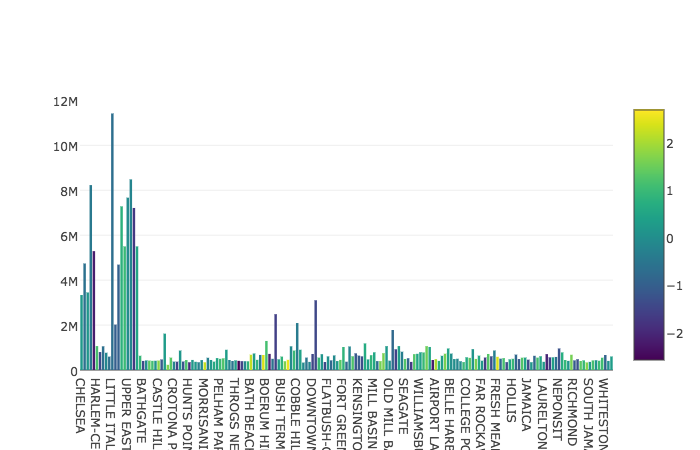 12M
10M
8M
6M
4M
2M
0
CHELSEA
HARLEM-CE
LITTLE ITAL
UPPER EAST
BATHGATE
CASTLE HIL
CROTONA P
HUNTS POIN
MORRISANI
PELHAM PAR
THROGS NE
BATH BEACH
BOERUM HI
BUSH TERM
COBBLE HIL
DOWNTOWN
FLATBUSH-C
FORT GREEN
KENSINGTO
MILL BASIN
OLD MILL B
SEAGATE
WILLIAMSBU
AIRPORT LA
BELLE HARB
COLLEGE PO
FAR ROCKA
FRESH MEA
HOLLIS
JAMAICA
LAURELTON
NEPONSIT
RICHMOND
SOUTH JAM
WHITESTON
2
1
0
−1
−2